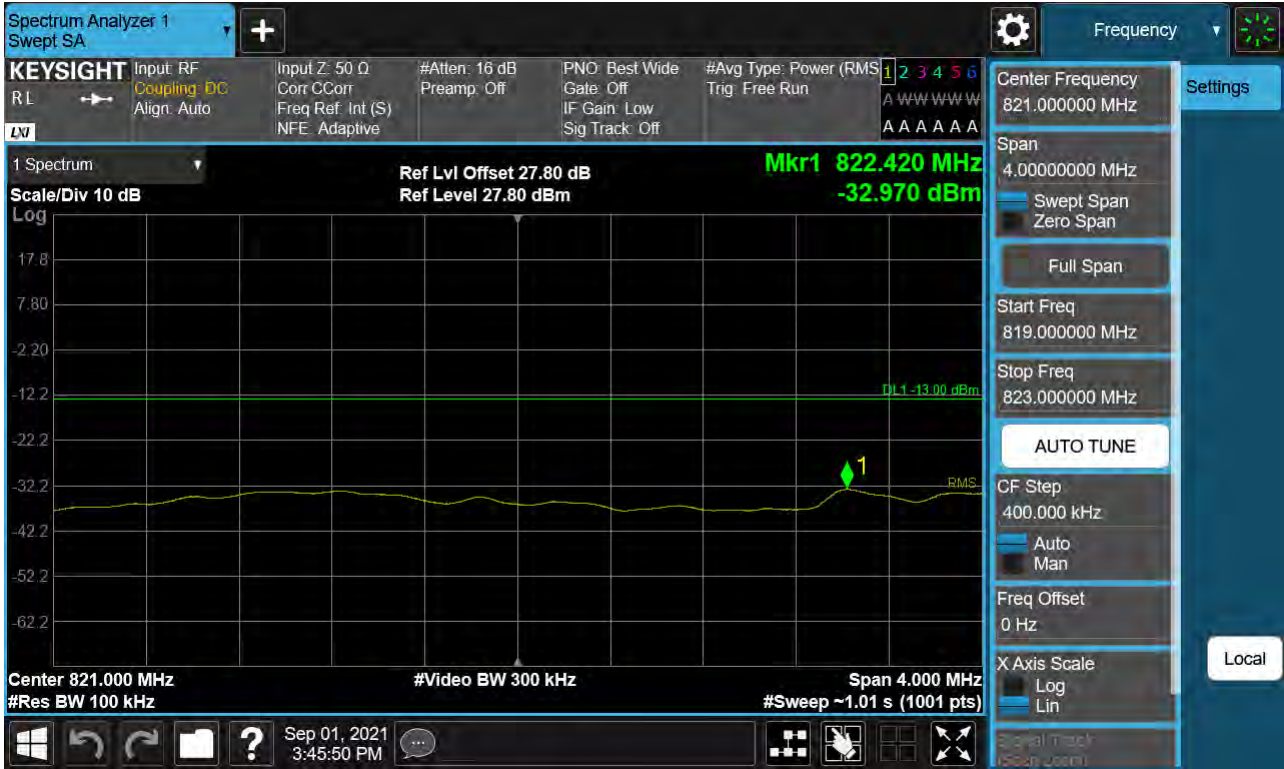 Spectrum Analyzer 1
Swept SA
+
Frequency
KEYSIGHT
RL
LXI
Input: RF
Coupling: DC
Align: Auto
Input Z: 50 Ω
Corr CCorr
Freq Ref: Int (S)
NFE: Adaptive
#Atten: 16 dB
Preamp: Off
PNO: Best Wide
Gate: Off
IF Gain: Low
Sig Track: Off
#Avg Type: Power (RMS
Trig: Free Run
1 2 3 4 5 6
A W W W W W
A A A A A A
1 Spectrum
Scale/Div 10 dB
Log
Ref Lvl Offset 27.80 dB
Ref Level 27.80 dBm
Mkr1 822.420 MHz
-32.970 dBm
17.8
7.80
-2.20
-12.2
DL1 -13.00 dBm
-22.2
1
-32.2
RMS
-42.2
-52.2
-62.2
Center 821.000 MHz
#Video BW 300 kHz
Span 4.000 MHz
#Res BW 100 kHz
#Sweep ~1.01 s (1001 pts)
Center Frequency
821.000000 MHz
Settings
Span
4.00000000 MHz
Swept Span
Zero Span
Full Span
Start Freq
819.000000 MHz
Stop Freq
823.000000 MHz
AUTO TUNE
CF Step
400.000 kHz
Auto
Man
Freq Offset
0 Hz
X Axis Scale
Log
Lin
Local
Signal Track
(Span Zoom)
?
Sep 01, 2021
3:45:50 PM